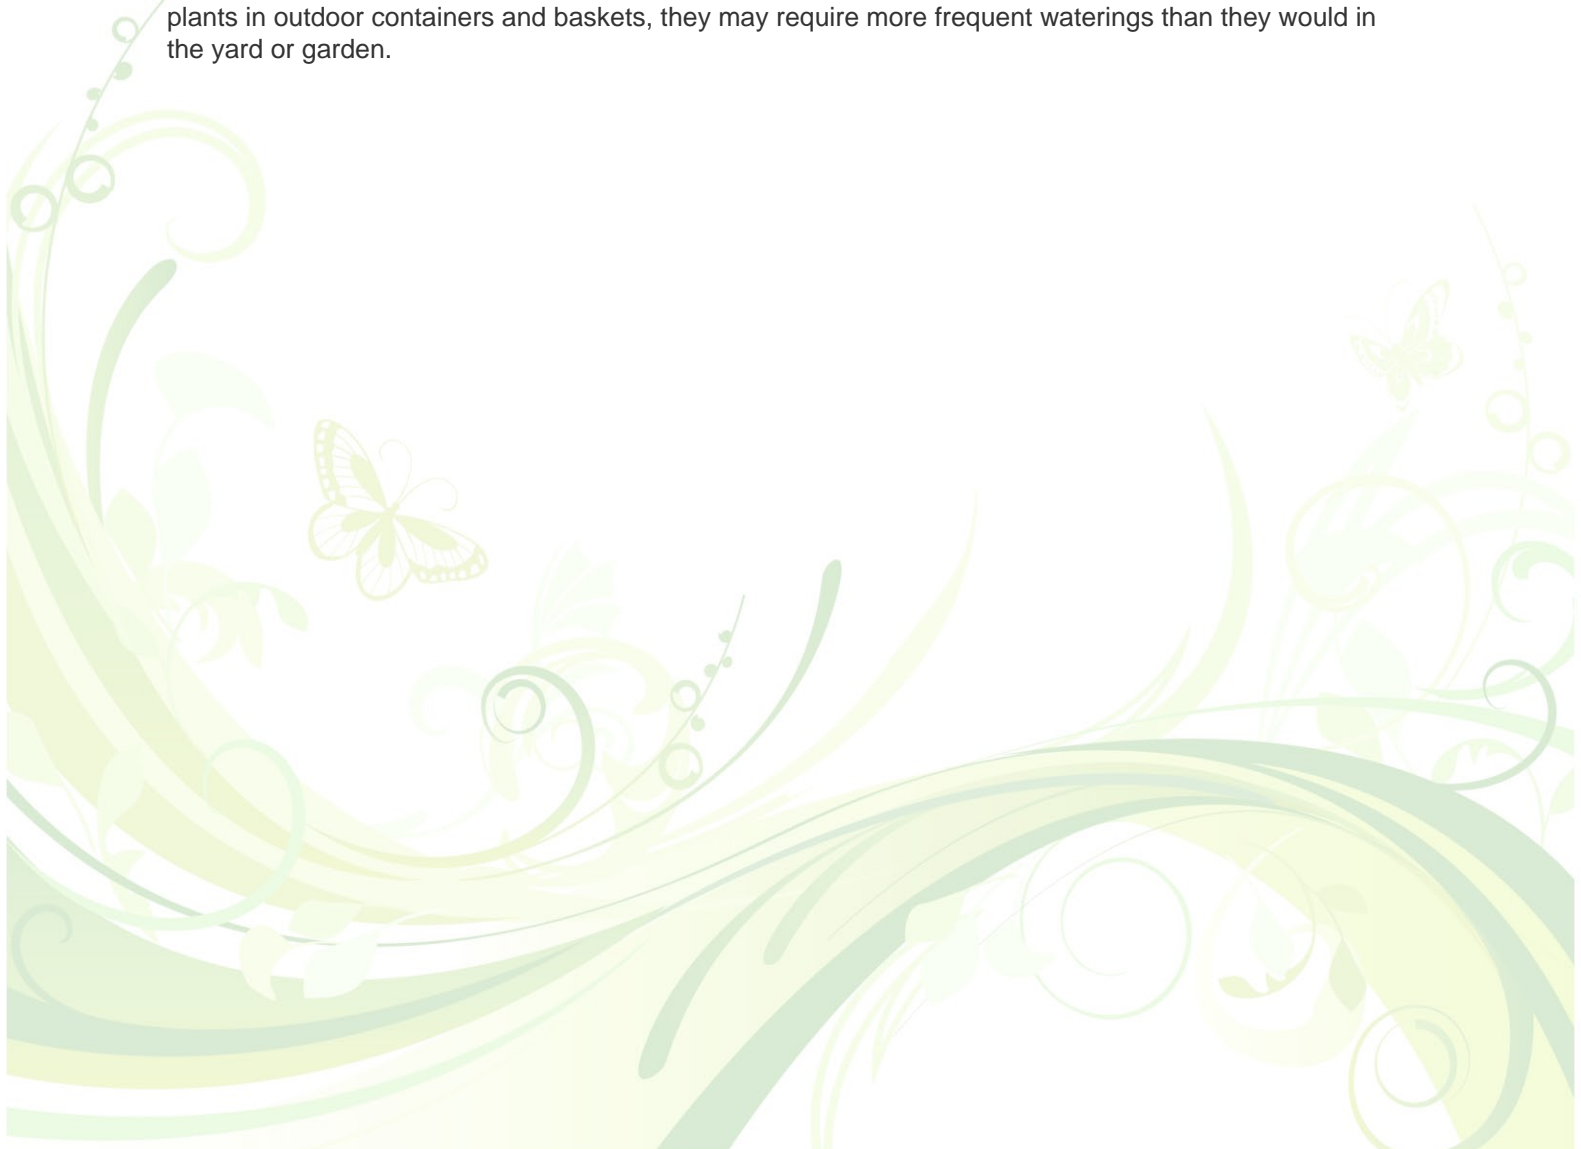 plants in outdoor containers and baskets, they may require more frequent waterings than they would in
the yard or garden.